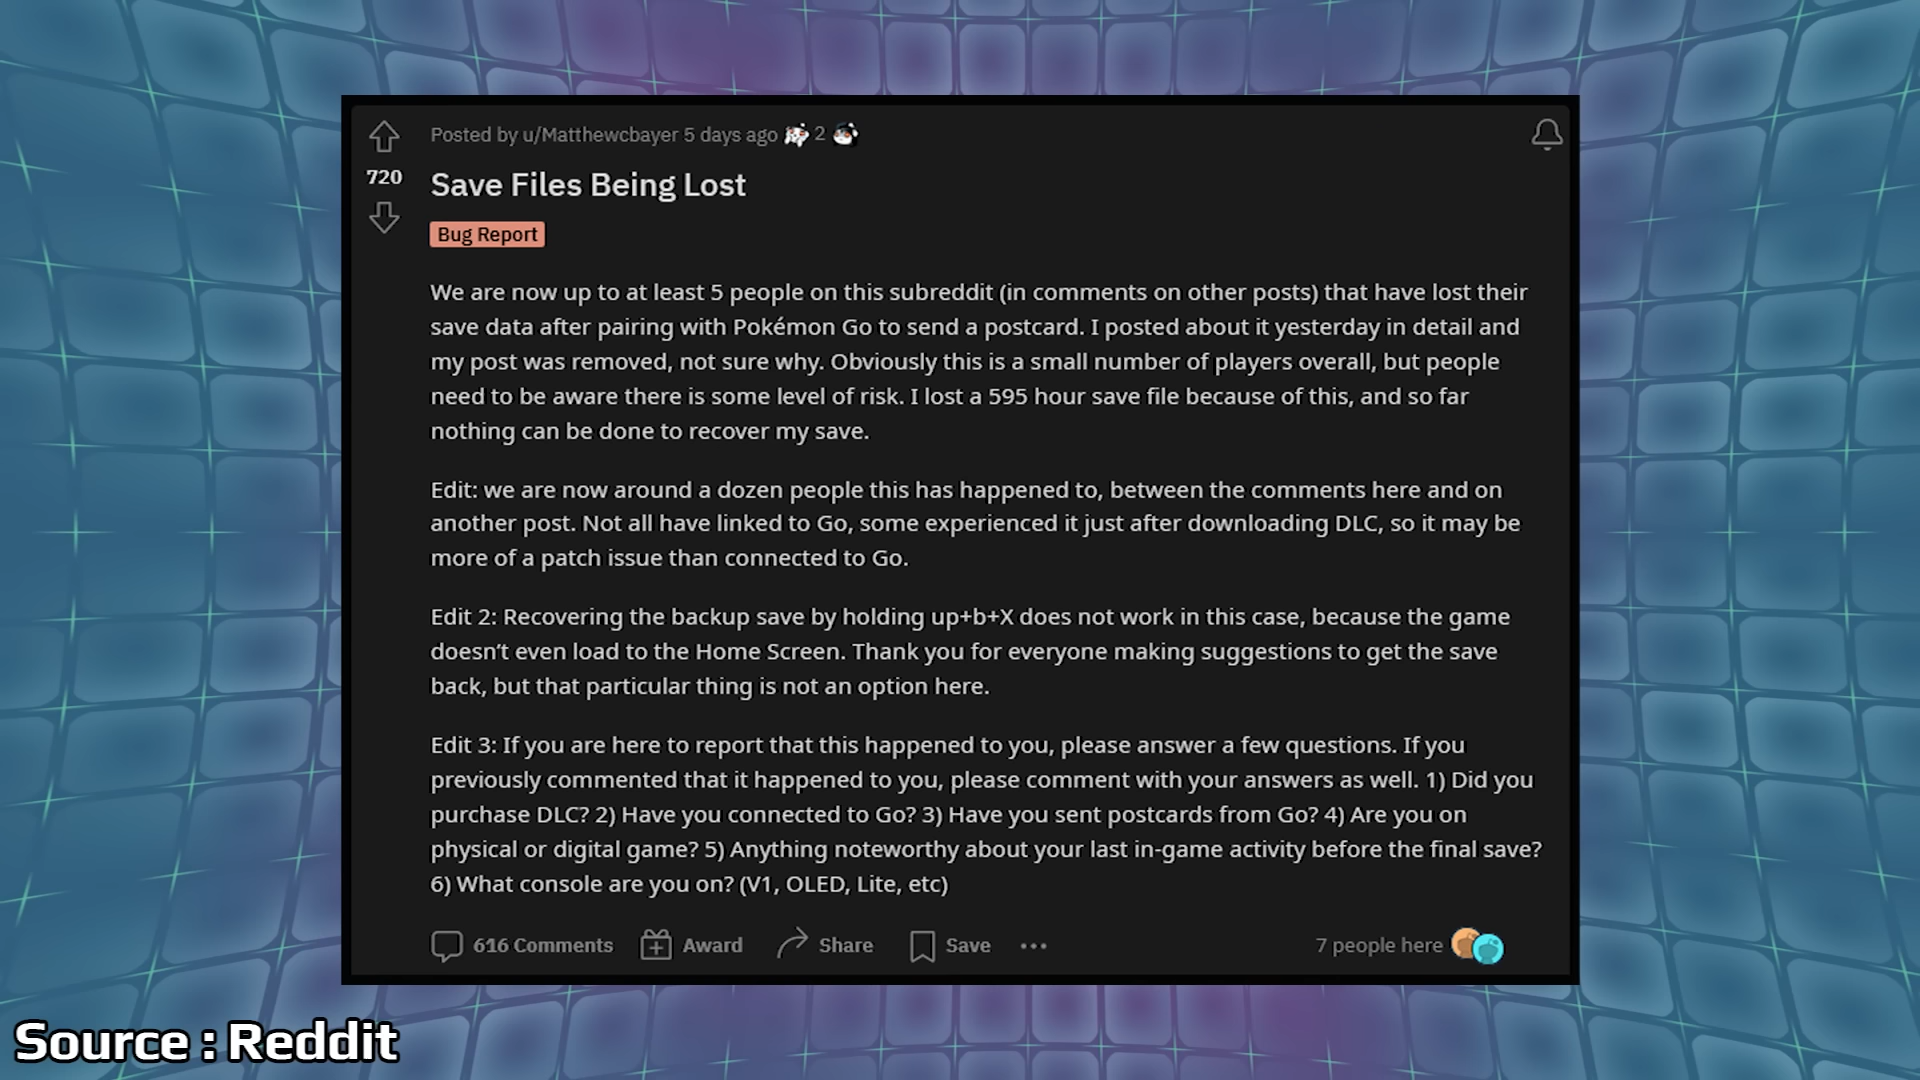 Posted by u/Matthewcbayer 5 days ago 2
720
Save Files Being Lost
Bug Report
We are now up to at least 5 people on this subreddit (in comments on other posts) that have lost their
save data after pairing with Pokémon Go to send a postcard. I posted about it yesterday in detail and
my post was removed, not sure why. Obviously this is a small number of players overall, but people
need to be aware there is some level of risk. I lost a 595 hour save file because of this, and so far
nothing can be done to recover my save.
Edit: we are now around a dozen people this has happened to, between the comments here and on
another post. Not all have linked to Go, some experienced it just after downloading DLC, so it may be
more of a patch issue than connected to Go.
Edit 2: Recovering the backup save by holding up+b+X does not work in this case, because the game
doesn’t even load to the Home Screen. Thank you for everyone making suggestions to get the save
back, but that particular thing is not an option here.
Edit 3: If you are here to report that this happened to you, please answer a few questions. If you
previously commented that it happened to you, please comment with your answers as well. 1) Did you
purchase DLC? 2) Have you connected to Go? 3) Have you sent postcards from Go? 4) Are you on
physical or digital game? 5) Anything noteworthy about your last in-game activity before the final save?
6) What console are you on? (V1, OLED, Lite, etc)
616 Comments Award Share Save 7 people here
Source : Reddit